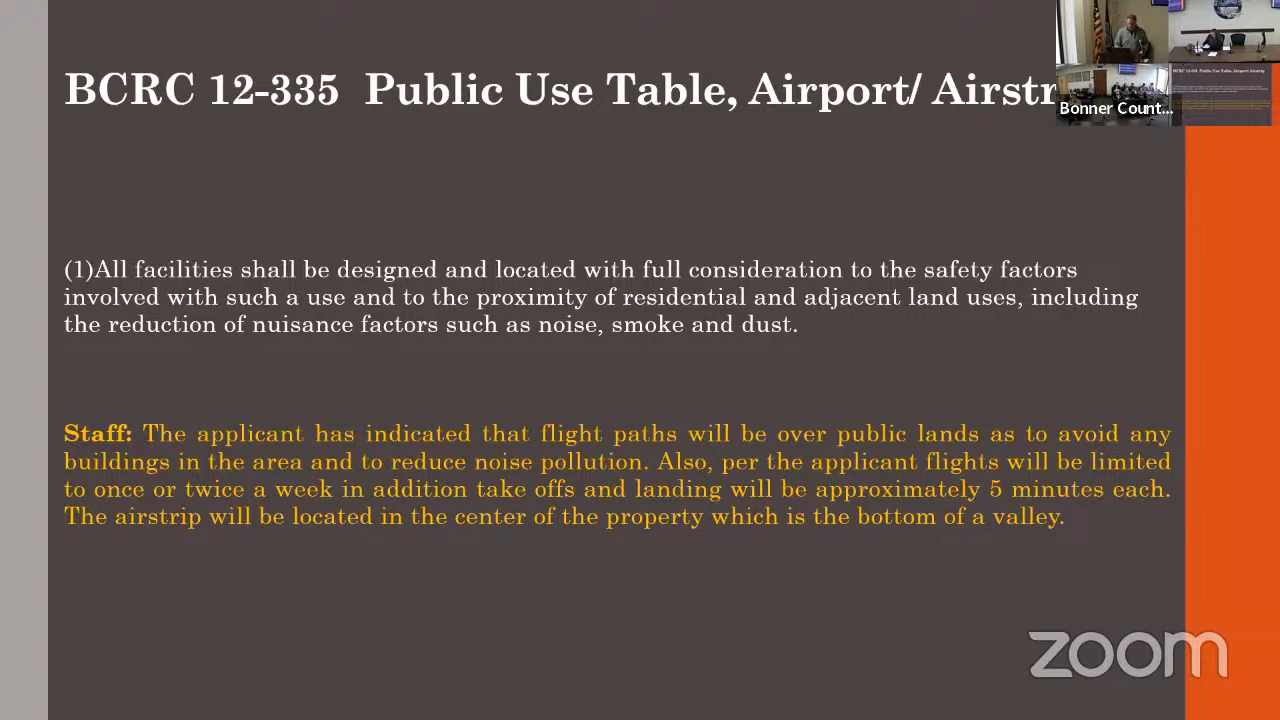 BCRC 12-335 Public Use Table, Airport/ Airstr
Bonner Count...
(1)All facilities shall be designed and located with full consideration to the safety factors
involved with such a use and to the proximity of residential and adjacent land uses, including
the reduction of nuisance factors such as noise, smoke and dust.
Staff: The applicant has indicated that flight paths will be over public lands as to avoid any
buildings in the area and to reduce noise pollution. Also, per the applicant flights will be limited
to once or twice a week in addition take offs and landing will be approximately 5 minutes each.
The airstrip will be located in the center of the property which is the bottom of a valley.
zoom